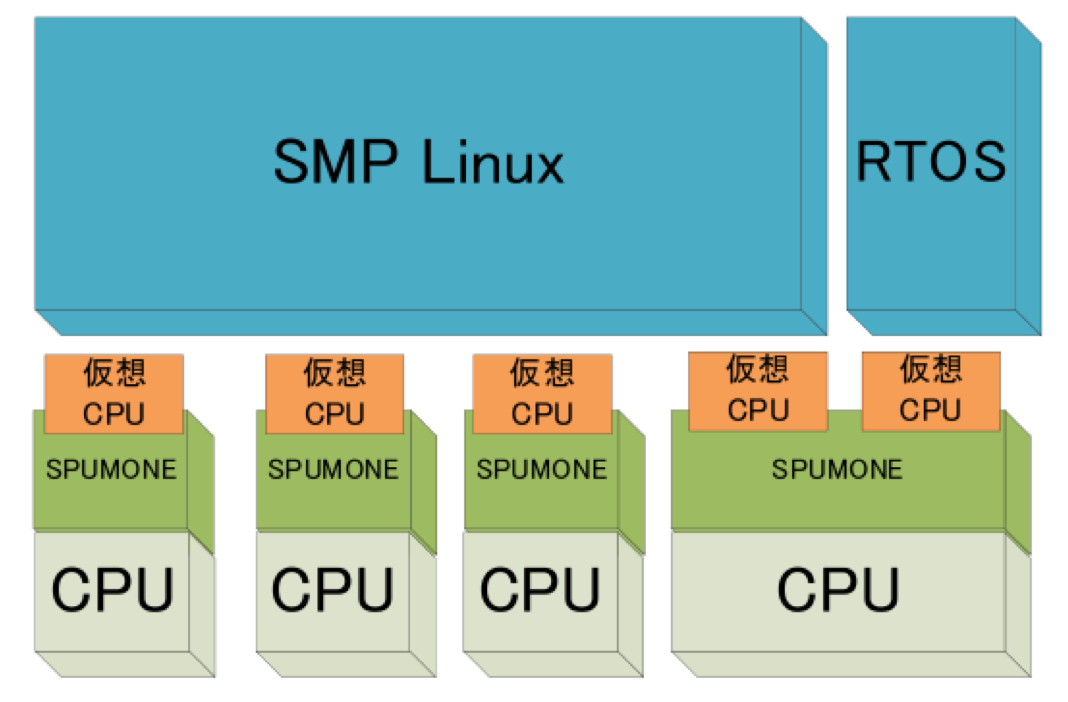 SMP Linux
RTOS
仮想
CPU
仮想
CPU
仮想
CPU
仮想
CPU
仮想
CPU
SPUMONE
SPUMONE
SPUMONE
SPUMONE
CPU
CPU
CPU
CPU